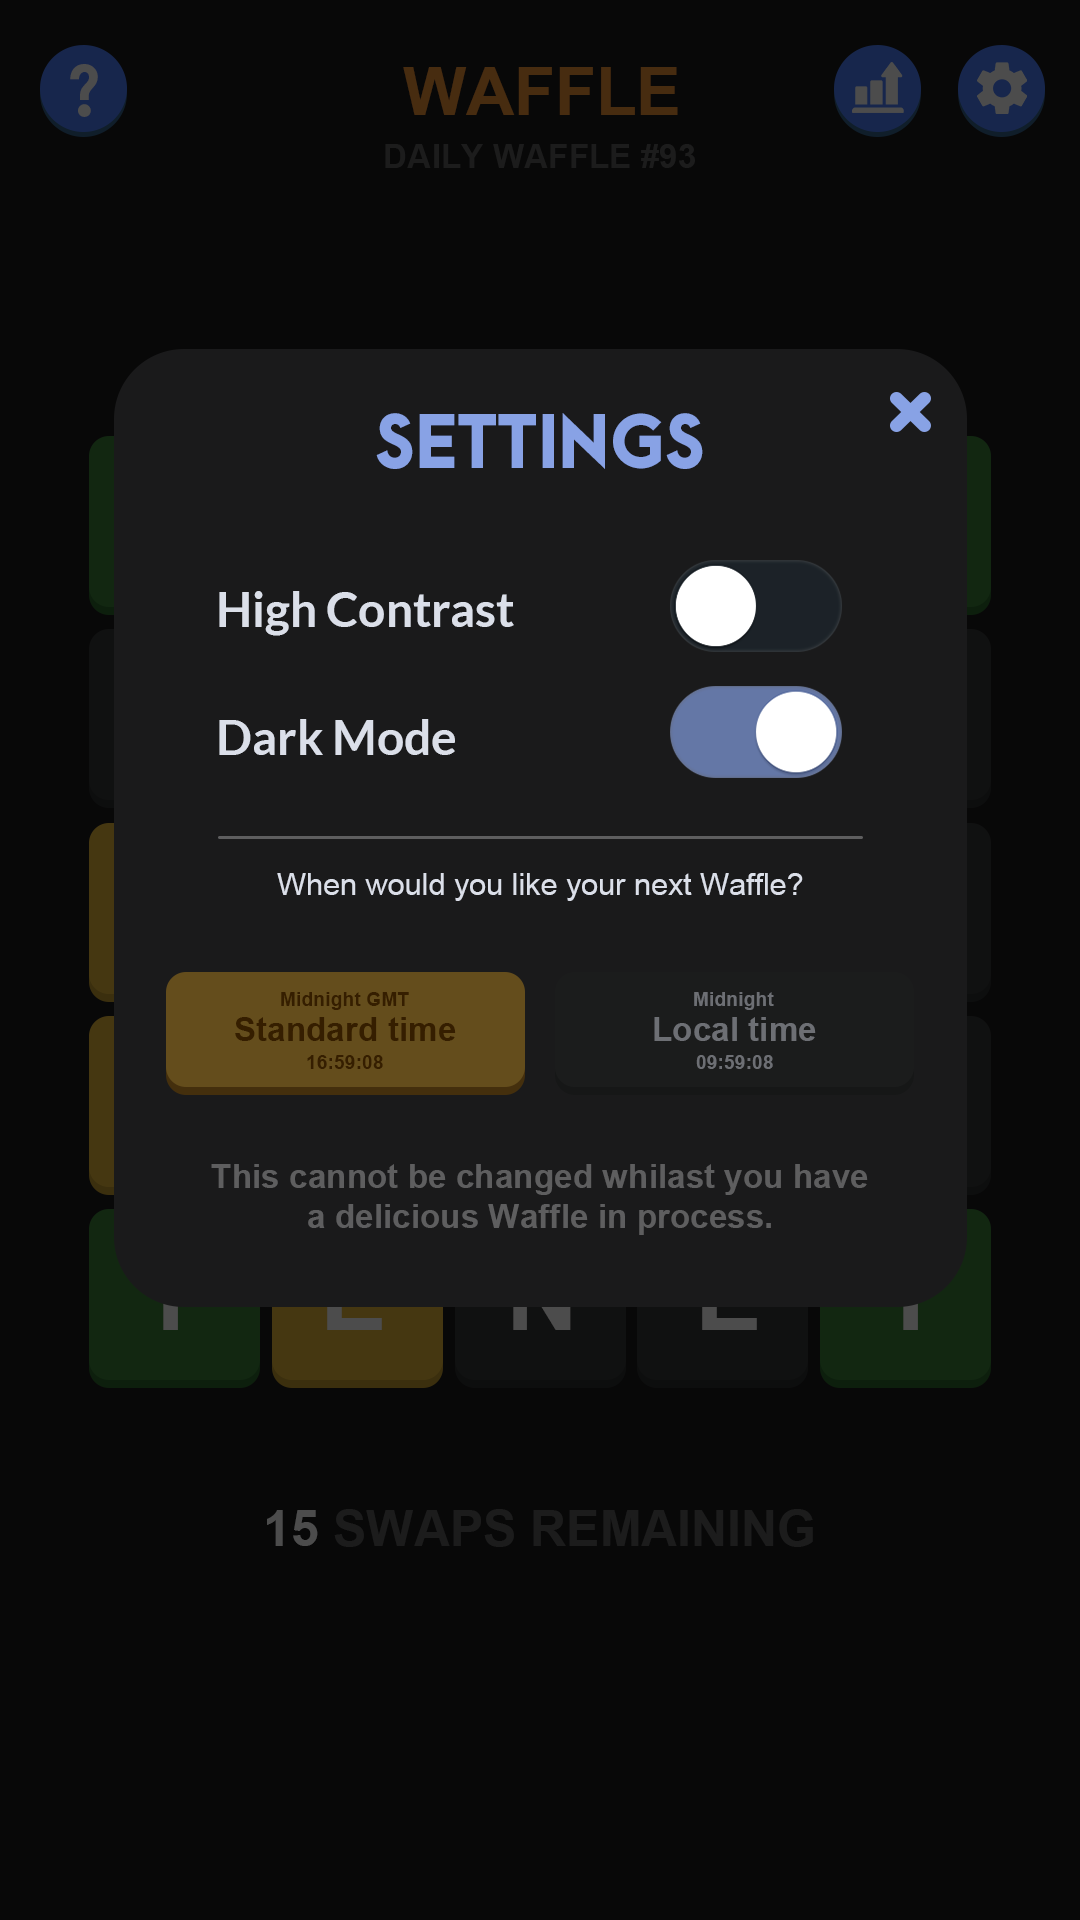 WAFFLE
DAILY WAFFLE #93
SETTINGS
High Contrast
Dark Mode
When would you like your next Waffle?
Midnight GMT
Standard time
16:59:08
Midnight
Local time
09:59:08
This cannot be changed whilast you have
a delicious Waffle in process.
15 SWAPS REMAINING